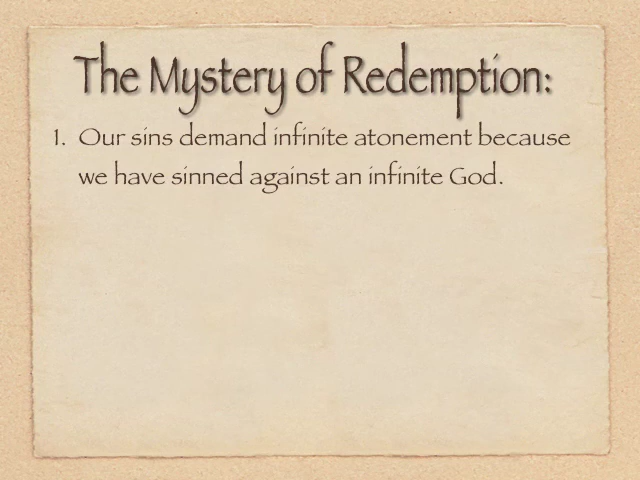 The Mystery of Redemption:
1. Our sins demand infinite atonement because
we have sinned against an infinite God.